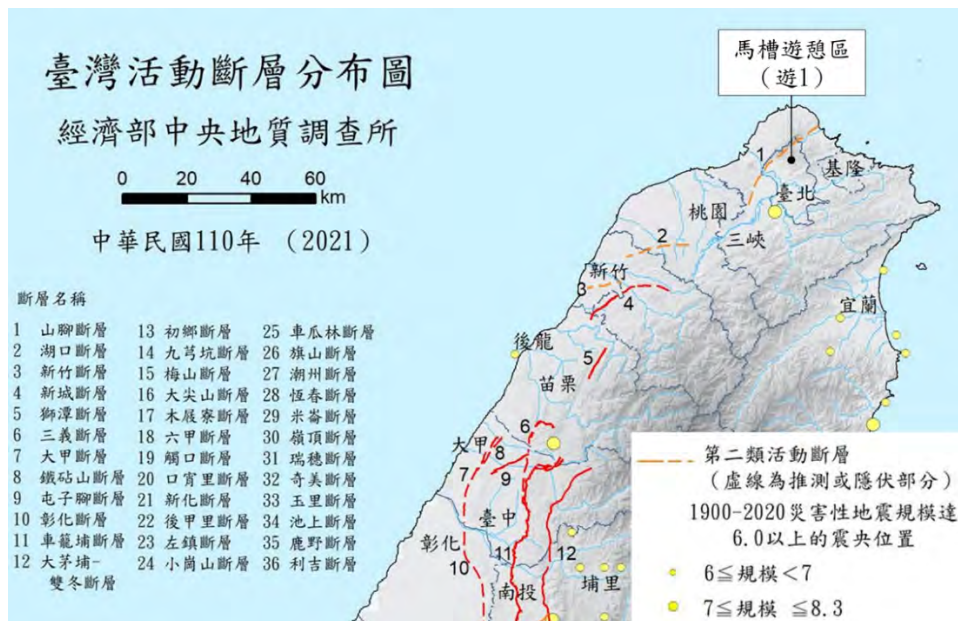 臺灣活動斷層分布圖
經濟部中央地質調查所
0 20 40 60
km
中華民國110年 （2021）
斷層名稱
1 山腳斷層
2 湖口斷層
3 新竹斷層
4 新城斷層
5 獅潭斷層
6 三義斷層
7 大甲斷層
8 鐵砧山斷層
9 屯子腳斷層
10 彰化斷層
11 車籠埔斷層
12 大茅埔-
雙冬斷層
13 初鄉斷層
14 九芎坑斷層
15 梅山斷層
16 大尖山斷層
17 木屐寮斷層
18 六甲斷層
19 觸口斷層
20 口宵里斷層
21 新化斷層
22 後甲里斷層
23 左鎮斷層
24 小崗山斷層
25 車瓜林斷層
26 旗山斷層
27 潮州斷層
28 恆春斷層
29 米崙斷層
30 嶺頂斷層
31 瑞穗斷層
32 奇美斷層
33 玉里斷層
34 池上斷層
35 鹿野斷層
36 利吉斷層
馬槽遊憩區
（遊1）
1
基隆
臺北
桃園
三峽
2
新竹
3
4
宜蘭
後龍
5
苗栗
6
大甲
8
7
9
臺中
彰化
11
12
10
南投
埔里
第二類活動斷層
（虛線為推測或隱伏部分）
1900-2020災害性地震規模達
6.0以上的震央位置
6≦規模<7
7≦規模 ≦8.3